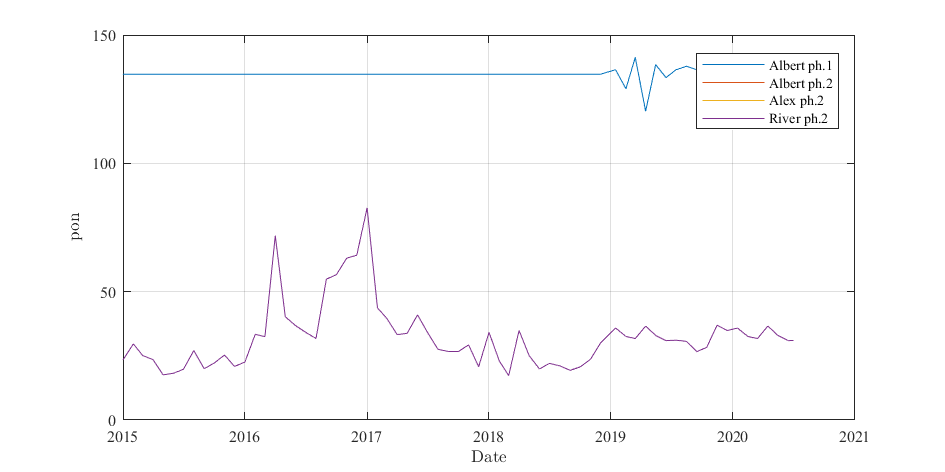 150
100
50
0
pon
2015 2016 2017 2018 2019 2020 2021
Date
Albert ph.1
Albert ph.2
Alex ph.2
River ph.2